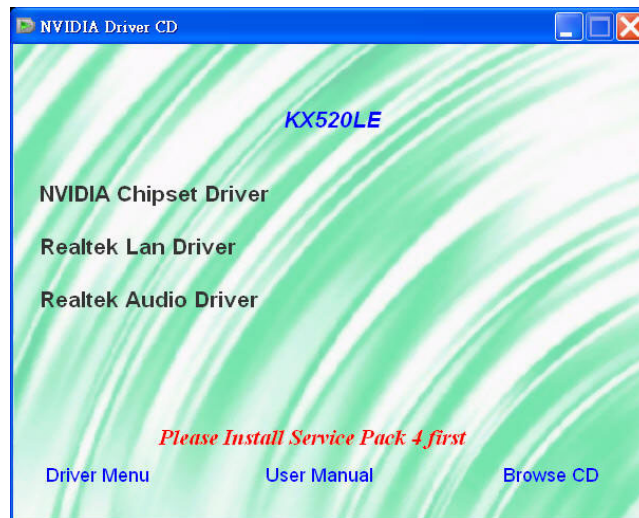 NVIDIA Driver CD
KX520LE
NVIDIA Chipset Driver
Realtek Lan Driver
Realtek Audio Driver
Please Install Service Pack 4 first
Driver Menu
User Manual
Browse CD